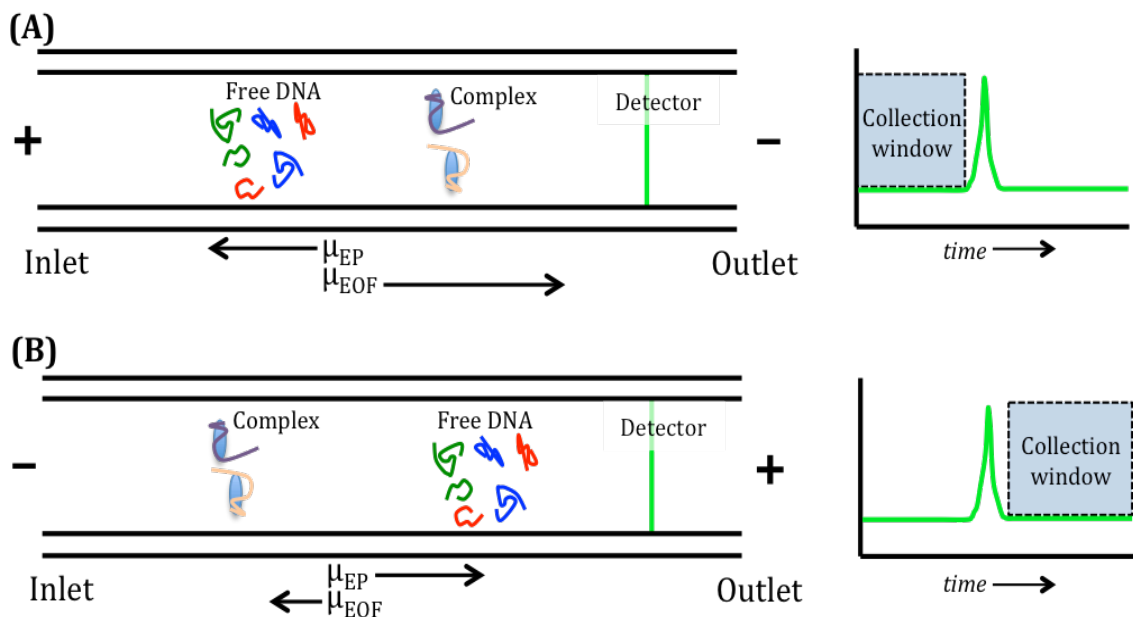 (A)
Free DNA
Complex
Detector
+
-
Collection
window
μEP
μEOF
Inlet
Outlet
time
(B)
Complex
Free DNA
Detector
-
+
Collection
window
μEP
μEOF
Inlet
Outlet
time